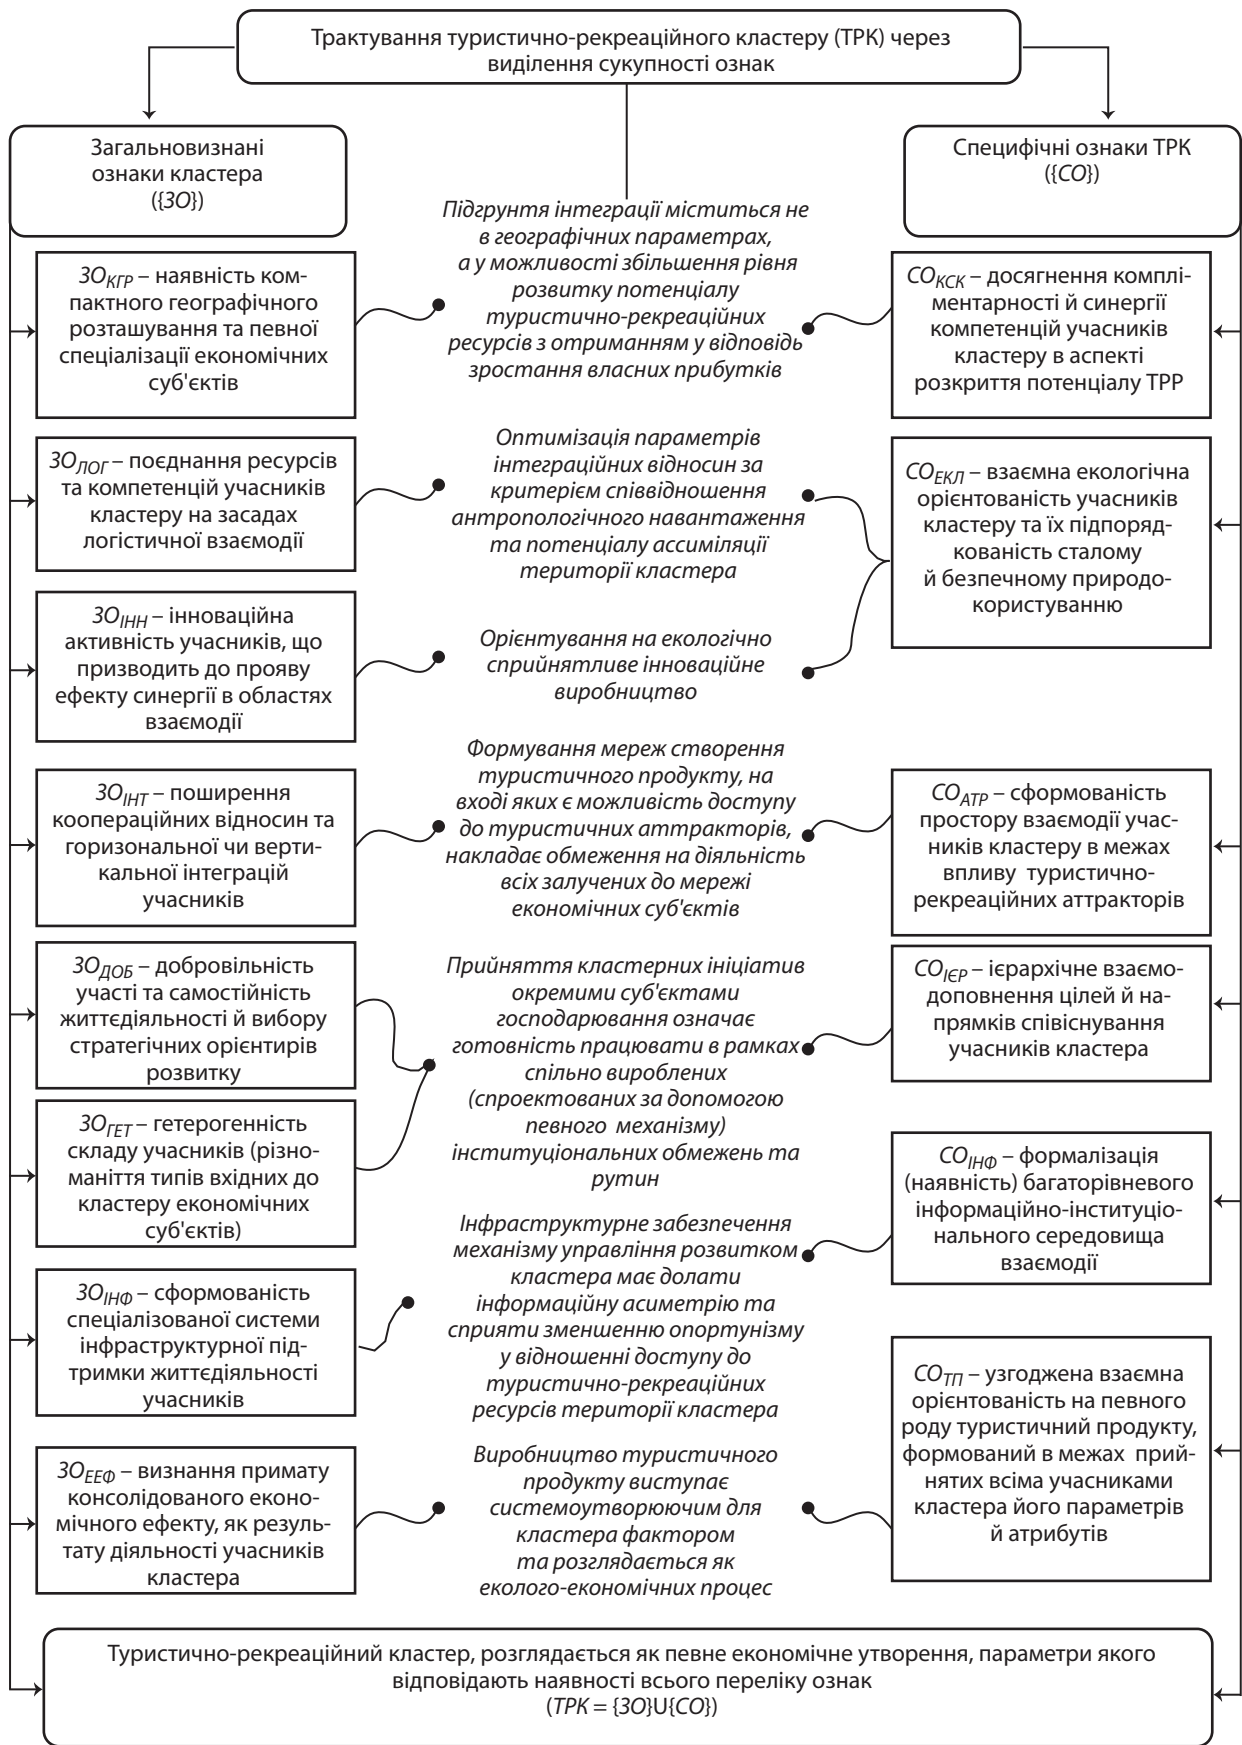 Трактування туристично-рекреаційного кластеру (ТРК) через
виділення сукупності ознак
Загальновизнані
ознаки кластера
({ЗО})
Специфічні ознаки ТРК
({СО})
Підгрунтя інтеграції міститься не
в географічних параметрах,
а у можливості збільшення рівня
розвитку потенціалу
туристично-рекреаційних
ресурсів з отриманням у відповідь
зростання власних прибутків
ЗО_КГР – наявність ком-
пактного географічного
розташування та певної
спеціалізації економічних
суб'єктів
СО_КСК – досягнення комплі-
ментарності й синергії
компетенцій учасників
кластеру в аспекті
розкриття потенціалу ТРР
Оптимізація параметрів
інтеграційних відносин за
критерієм співвідношення
антропологічного навантаження
та потенціалу ассиміляції
території кластера
ЗО_ЛОГ – поєднання ресурсів
та компетенцій учасників
кластеру на засадах
логістичної взаємодії
СО_ЕКЛ – взаємна екологічна
орієнтованість учасників
кластеру та їх підпоряд-
кованість сталому
й безпечному природо-
користуванню
ЗО_ІНН – інноваційна
активність учасників, що
призводить до прояву
ефекту синергії в областях
взаємодії
Орієнтування на екологічно
сприйнятливе інноваційне
виробництво
Формування мереж створення
туристичного продукту, на
вході яких є можливість доступу
до туристичних аттракторів,
накладає обмеження на діяльність
всіх залучених до мережі
економічних суб'єктів
ЗО_ІНТ – поширення
коопераційних відносин та
горизональної чи верти-
кальної інтеграцій
учасників
СО_АТР – сформованість
простору взаємодії учас-
ників кластеру в межах
впливу туристично-
рекреаційних аттракторів
ЗО_ДОБ – добровільність
участі та самостійність
життєдіяльності й вибору
стратегічних орієнтирів
розвитку
Прийняття кластерних ініціатив
окремими суб'єктами
господарювання означає
готовність працювати в рамках
спільно вироблених
(спроектованих за допомогою
певного механізму)
інституціональних обмежень та
рутин
СО_ІЄР – ієрархічне взаємо-
доповнення цілей й на-
прямків співіснування
учасників кластера
ЗО_ГЕТ – гетерогенність
складу учасників (різно-
маніття типів вхідних до
кластеру економічних
суб'єктів)
СО_ІНФ – формалізація
(наявність) багаторівневого
інформаційно-інституціо-
нального середовища
взаємодії
Інфраструктурне забезпечення
механізму управління розвитком
кластера має долати
інформаційну асиметрію та
сприяти зменшенню опортунізму
у відношенні доступу до
туристично-рекреаційних
ресурсів території кластера
ЗО_ІНФ – сформованість
спеціалізованої системи
інфраструктурної під-
тримки життєдіяльності
учасників
СО_ТП – узгоджена взаємна
орієнтованість на певного
роду туристичний продукту,
формований в межах прий-
нятих всіма учасниками
кластера його параметрів
й атрибутів
ЗО_ЕЕФ – визнання примату
консолідованого еконо-
мічного ефекту, як резуль-
тату діяльності учасників
кластера
Виробництво туристичного
продукту виступає
системоутворюючим для
кластера фактором
та розглядається як
еколого-економічних процес
Туристично-рекреаційний кластер, розглядається як певне економічне утворення, параметри якого
відповідають наявності всього переліку ознак
(ТРК = {ЗО}U{СО})